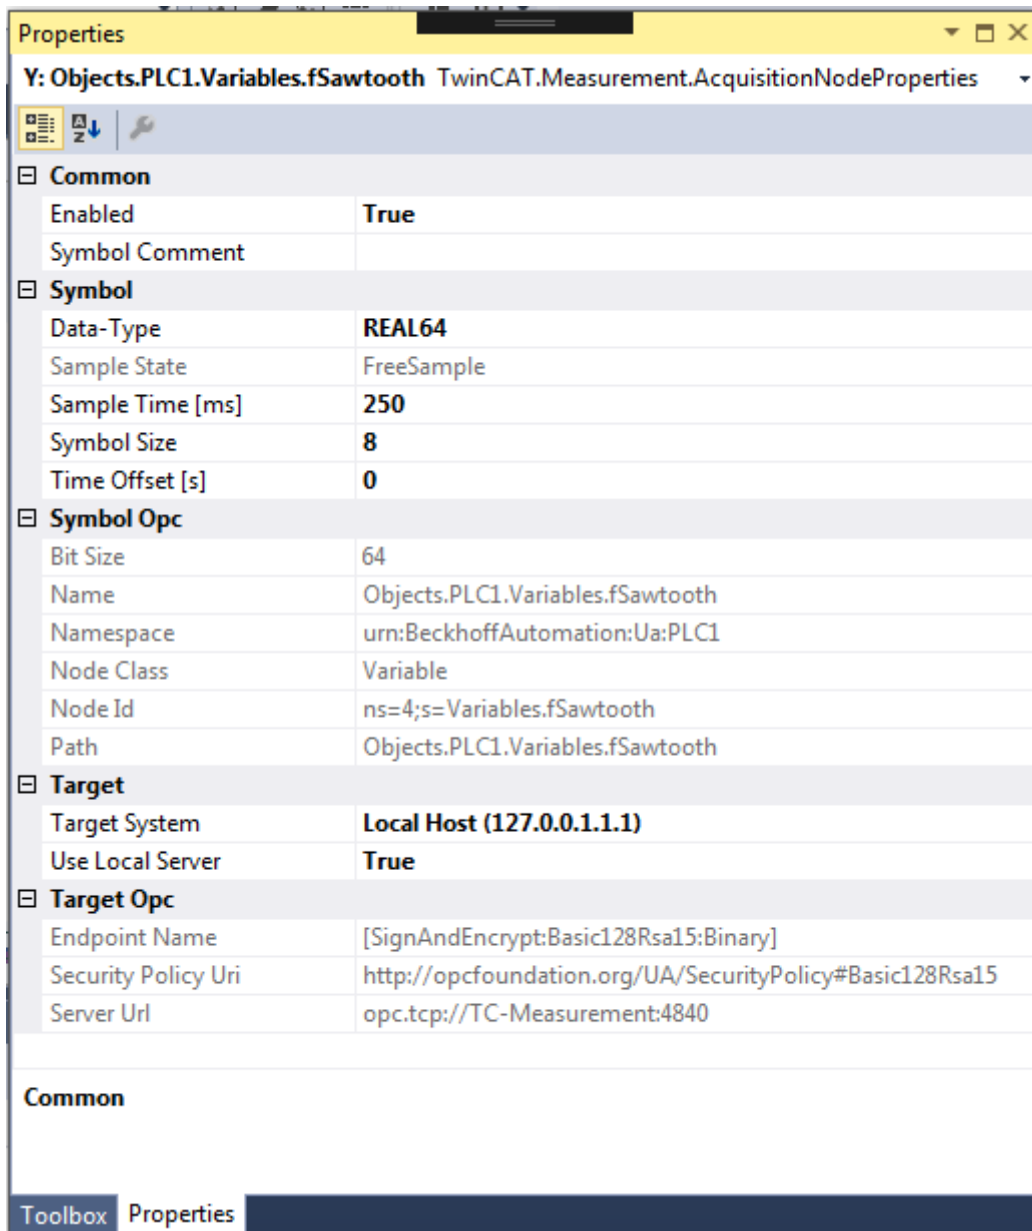 Properties
Y: Objects.PLC1.Variables.fSawtooth TwinCAT.Measurement.AcquisitionNodeProperties
Common
Enabled True
Symbol Comment
Symbol
Data-Type REAL64
Sample State FreeSample
Sample Time [ms] 250
Symbol Size 8
Time Offset [s] 0
Symbol Opc
Bit Size 64
Name Objects.PLC1.Variables.fSawtooth
Namespace urn:BeckhoffAutomation:Ua:PLC1
Node Class Variable
Node Id ns=4;s=Variables.fSawtooth
Path Objects.PLC1.Variables.fSawtooth
Target
Target System Local Host (127.0.0.1.1.1)
Use Local Server True
Target Opc
Endpoint Name [SignAndEncrypt:Basic128Rsa15:Binary]
Security Policy Uri http://opcfoundation.org/UA/SecurityPolicy#Basic128Rsa15
Server Url opc.tcp://TC-Measurement:4840
Common
Toolbox Properties